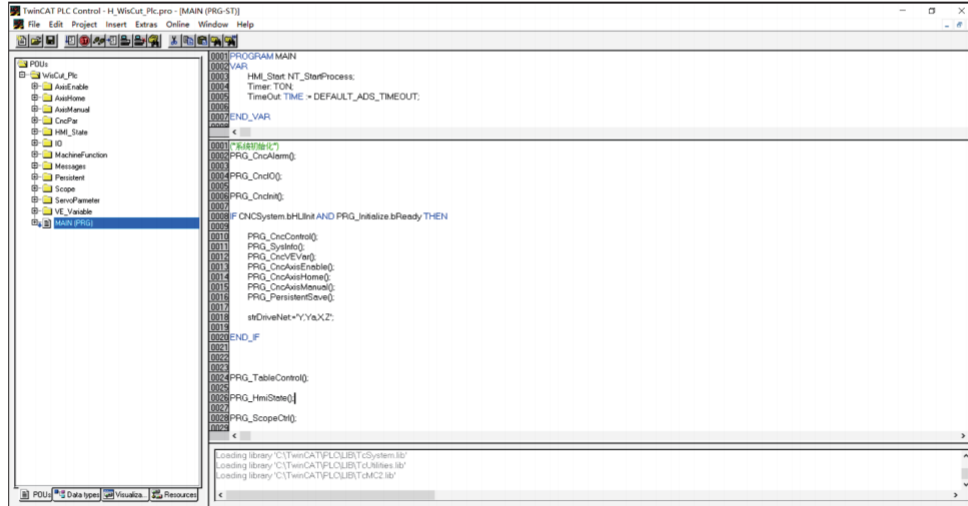 TwinCAT PLC Control - H_WisCut_Plc.pro - [MAIN (PRG-ST)]
File Edit Project Insert Extras Online Window Help
POUs
WisCut_Plc
AxisEnable
AxisHome
AxisManual
CncPar
HMI_State
IO
MachineFunction
Messages
Persistent
Scope
ServoPameter
VE_Variable
MAIN (PRG)
POUs Data types Visualiza... Resources
0001 PROGRAM MAIN
0002 VAR
0003 HMI_Start: NT_StartProcess;
0004 Timer: TON;
0005 TimeOut: TIME := DEFAULT_ADS_TIMEOUT;
0006
0007 END_VAR
0001 (*系统初始化*)
0002 PRG_CncAlarm();
0003
0004 PRG_CncIO();
0005
0006 PRG_CncInit();
0007
0008 IF CNCSystem.bHLIInit AND PRG_Initialize.bReady THEN
0009
0010 PRG_CncControl();
0011 PRG_SysInfo();
0012 PRG_CncVEVar();
0013 PRG_CncAxisEnable();
0014 PRG_CncAxisHome();
0015 PRG_CncAxisManual();
0016 PRG_PersistentSave();
0017
0018 strDriveNet:='Y,Ya,X,Z';
0019
0020 END_IF
0021
0022
0023
0024 PRG_TableControl();
0025
0026 PRG_HmiState();
0027
0028 PRG_ScopeCtrl();
0029
Loading library 'C:\TwinCAT\PLC\LIB\TcSystem.lib'
Loading library 'C:\TwinCAT\PLC\LIB\TcUtilities.lib'
Loading library 'C:\TwinCAT\PLC\LIB\TcMC2.lib'